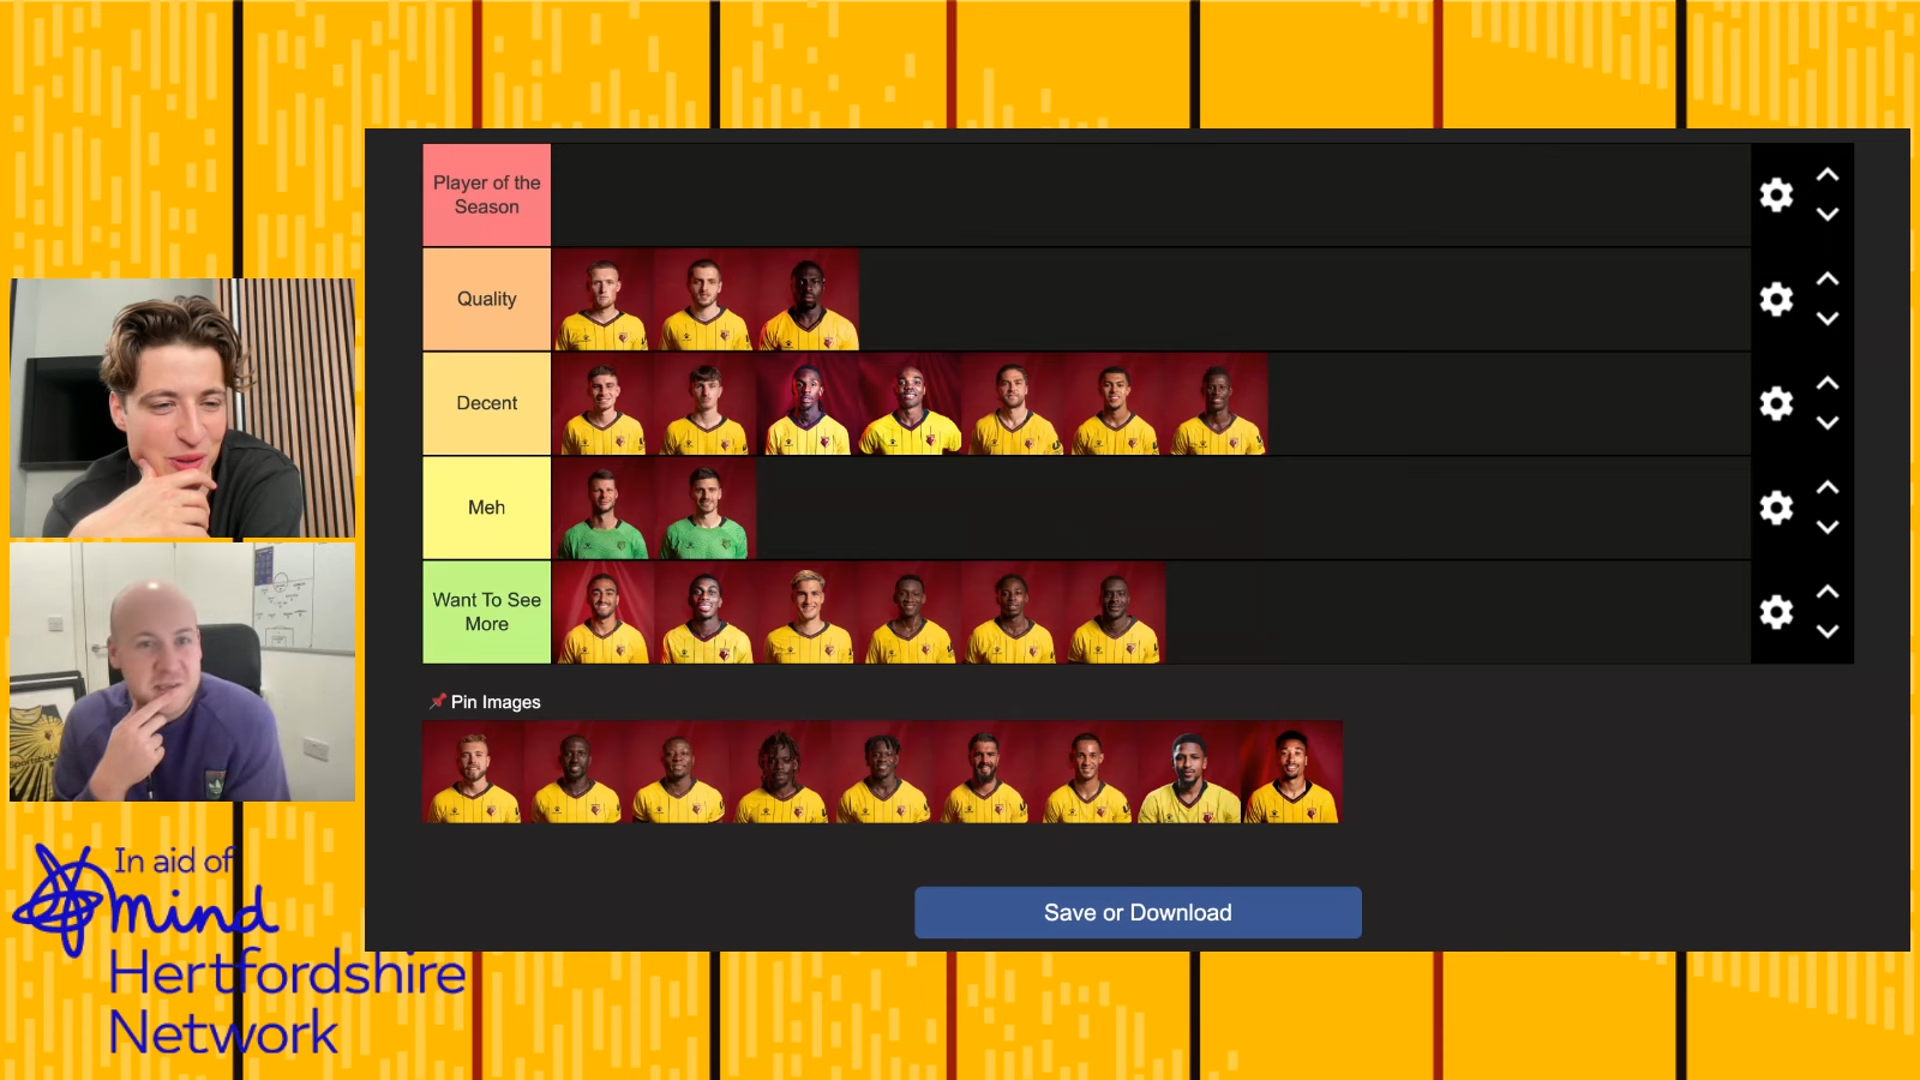 Player of the
Season
Quality
Decent
Meh
Want To See
More
Pin Images
Save or Download
In aid of
mind
Hertfordshire
Network